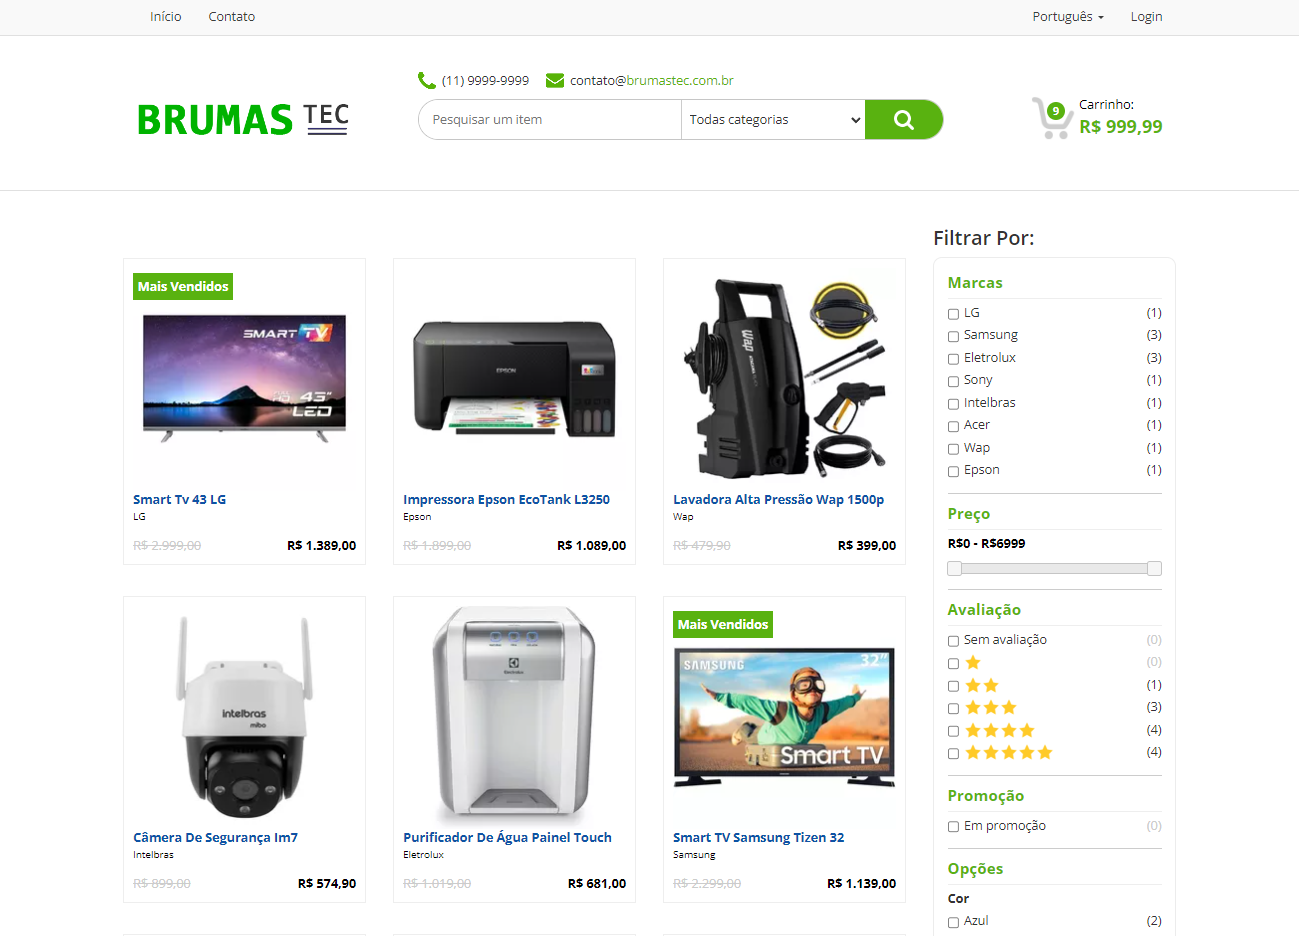 Início Contato Português Login
(11) 9999-9999 contato@brumastec.com.br
BRUMAS TEC
Pesquisar um item Todas categorias
9 Carrinho:
R$ 999,99
Mais Vendidos
SMART TV
43"
LED
Smart Tv 43 LG
LG
R$ 2.999,00 R$ 1.389,00
EPSON
Impressora Epson EcoTank L3250
Epson
R$ 1.899,00 R$ 1.089,00
Wap
Lavadora Alta Pressão Wap 1500p
Wap
R$ 479,90 R$ 399,00
intelbras
mibo
Câmera De Segurança Im7
Intelbras
R$ 899,00 R$ 574,90
Electrolux
Purificador De Água Painel Touch
Eletrolux
R$ 1.019,00 R$ 681,00
Mais Vendidos
SAMSUNG 32"
Smart TV
Smart TV Samsung Tizen 32
Samsung
R$ 2.299,00 R$ 1.139,00
Filtrar Por:
Marcas
LG (1)
Samsung (3)
Eletrolux (3)
Sony (1)
Intelbras (1)
Acer (1)
Wap (1)
Epson (1)
Preço
R$0 - R$6999
Avaliação
Sem avaliação (0)
(0)
(1)
(3)
(4)
(4)
Promoção
Em promoção (0)
Opções
Cor
Azul (2)